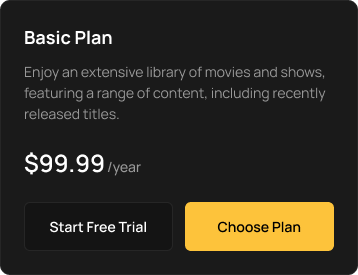 Basic Plan
Enjoy an extensive library of movies and shows,
featuring a range of content, including recently
released titles.
$99.99 /year
Start Free Trial
Choose Plan